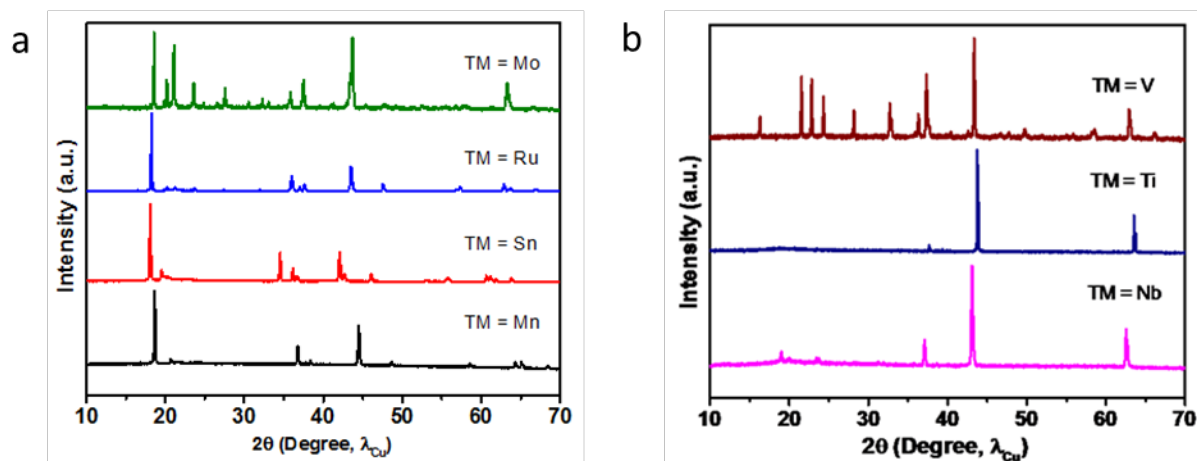 a
TM = Mo
TM = Ru
TM = Sn
TM = Mn
Intensity (a.u.)
10 20 30 40 50 60 70
2θ (Degree, λCu)
b
TM = V
TM = Ti
TM = Nb
Intensity (a.u.)
10 20 30 40 50 60 70
2θ (Degree, λCu)